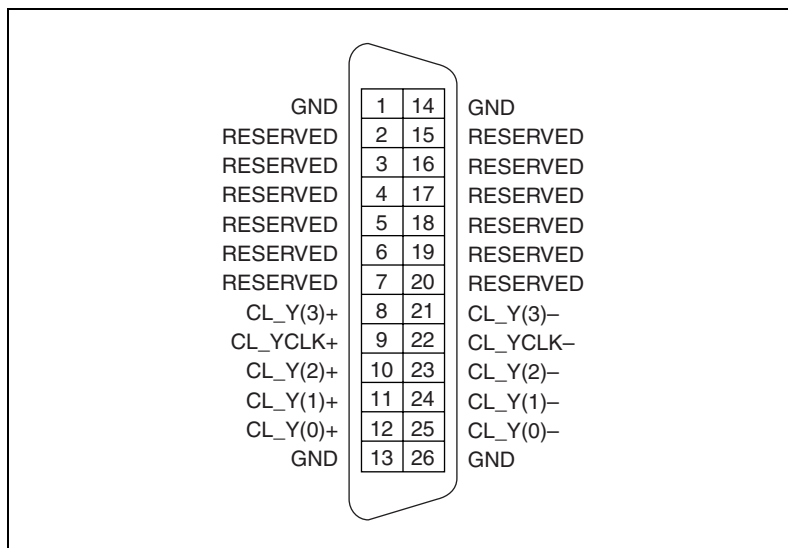 GND 1 14 GND
RESERVED 2 15 RESERVED
RESERVED 3 16 RESERVED
RESERVED 4 17 RESERVED
RESERVED 5 18 RESERVED
RESERVED 6 19 RESERVED
RESERVED 7 20 RESERVED
CL_Y(3)+ 8 21 CL_Y(3)–
CL_YCLK+ 9 22 CL_YCLK–
CL_Y(2)+ 10 23 CL_Y(2)–
CL_Y(1)+ 11 24 CL_Y(1)–
CL_Y(0)+ 12 25 CL_Y(0)–
GND 13 26 GND